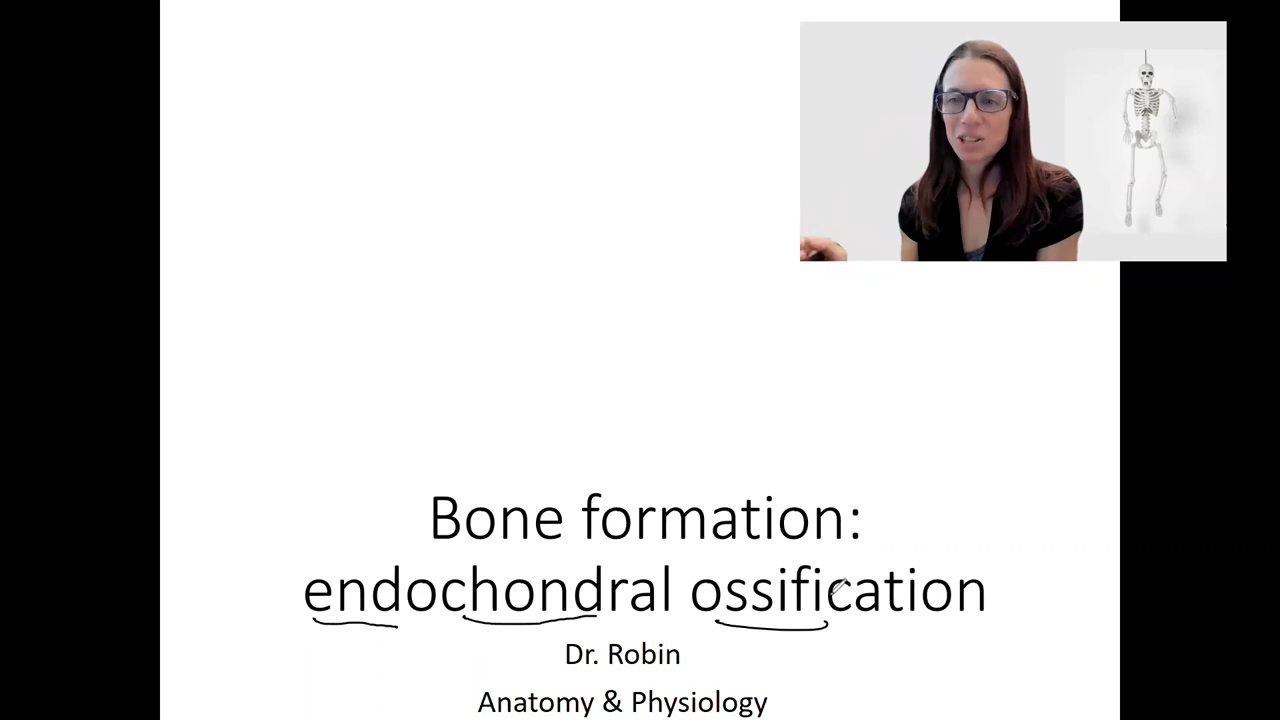 Bone formation:
endochondral ossification
Dr. Robin
Anatomy & Physiology